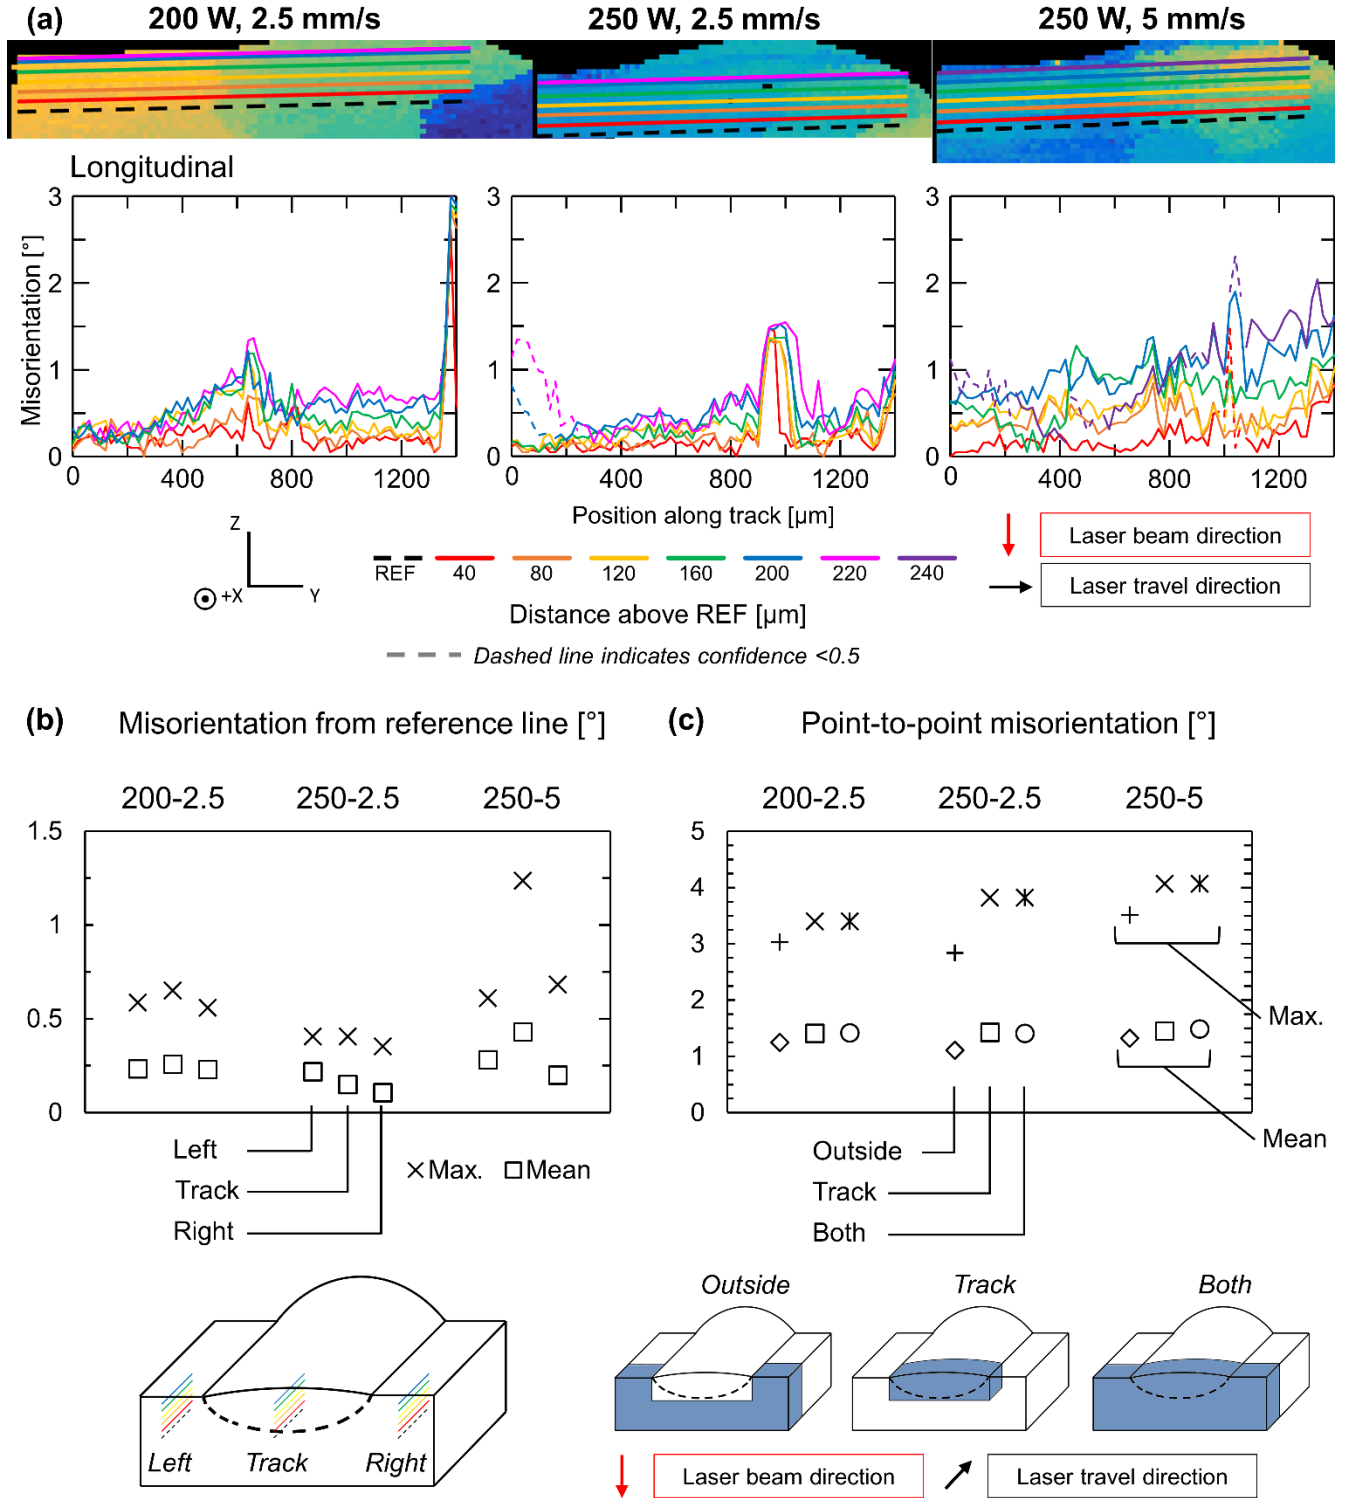 (a) 200 W, 2.5 mm/s 250 W, 2.5 mm/s 250 W, 5 mm/s
Longitudinal
Misorientation [°]
3
2
1
0
0 400 800 1200
3
2
1
0
0 400 800 1200
3
2
1
0
0 400 800 1200
Position along track [µm]
Z
+X Y
REF 40 80 120 160 200 220 240
Distance above REF [µm]
Dashed line indicates confidence <0.5
Laser beam direction
Laser travel direction
(b) Misorientation from reference line [°]
200-2.5 250-2.5 250-5
1.5
1
0.5
0
Left
Track
Right
Max. Mean
Left Track Right
(c) Point-to-point misorientation [°]
200-2.5 250-2.5 250-5
5
4
3
2
1
0
Max.
Mean
Outside
Track
Both
Outside Track Both
Laser beam direction Laser travel direction